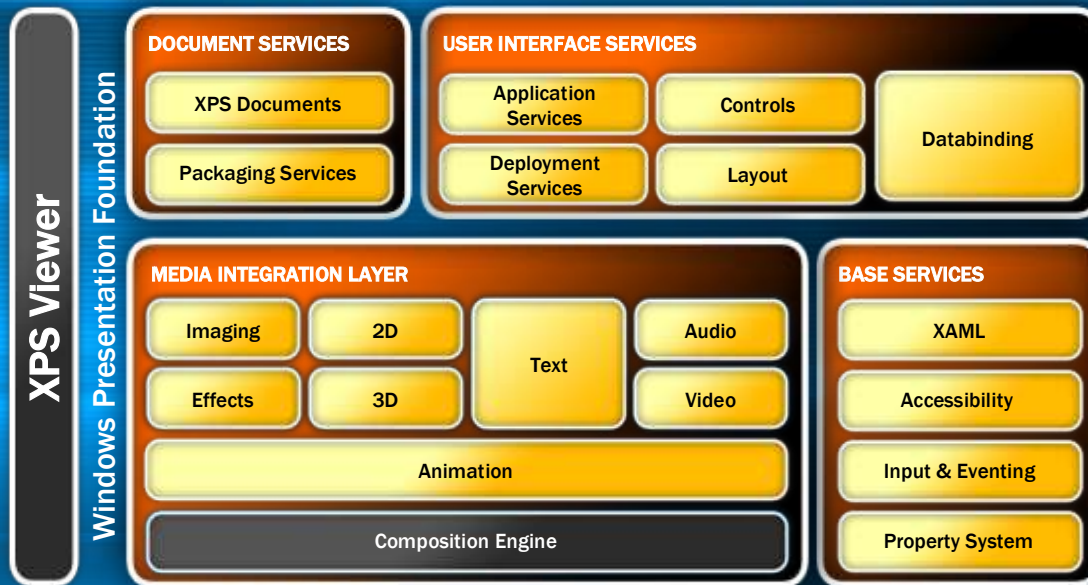 XPS Viewer
Windows Presentation Foundation
DOCUMENT SERVICES
XPS Documents
Packaging Services
USER INTERFACE SERVICES
Application
Services
Controls
Databinding
Deployment
Services
Layout
MEDIA INTEGRATION LAYER
Imaging
2D
Text
Audio
Effects
3D
Video
Animation
Composition Engine
BASE SERVICES
XAML
Accessibility
Input & Eventing
Property System